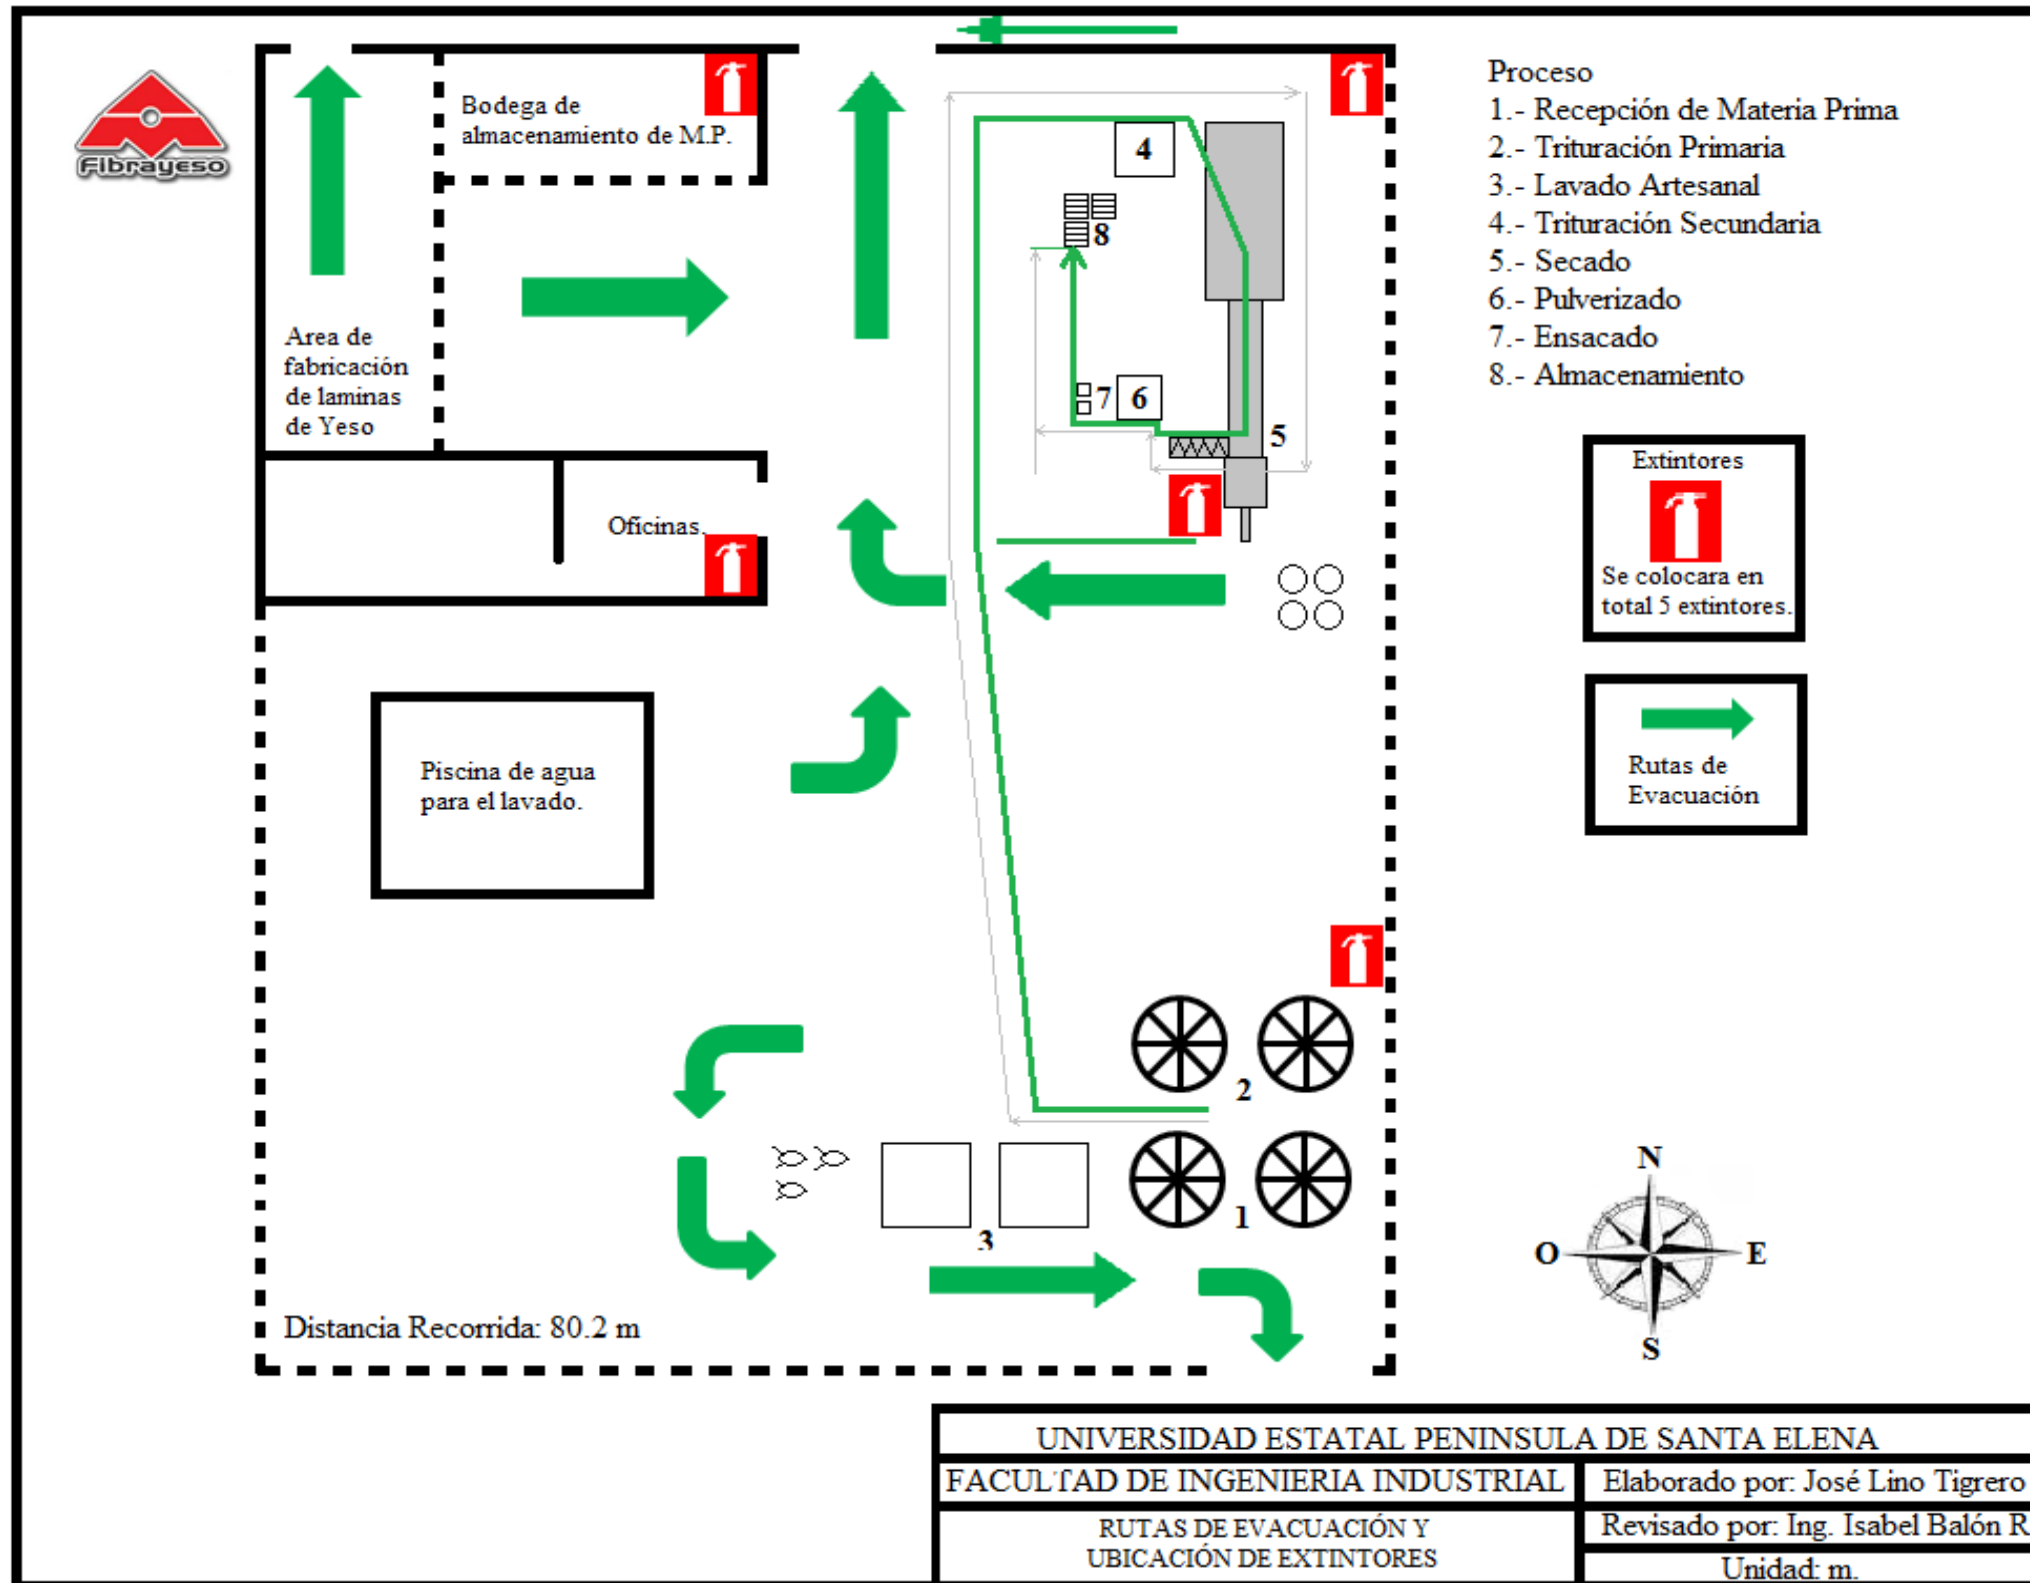 Fibrayeso
Bodega de
almacenamiento de M.P.
Area de
fabricación
de laminas
de Yeso
Oficinas.
4
8
7
6
5
Piscina de agua
para el lavado.
2
1
3
Distancia Recorrida: 80.2 m
Proceso
1.- Recepción de Materia Prima
2.- Trituración Primaria
3.- Lavado Artesanal
4.- Trituración Secundaria
5.- Secado
6.- Pulverizado
7.- Ensacado
8.- Almacenamiento
Extintores
Se colocara en
total 5 extintores.
Rutas de
Evacuación
N
O
E
S
UNIVERSIDAD ESTATAL PENINSULA DE SANTA ELENA
FACULTAD DE INGENIERIA INDUSTRIAL
Elaborado por: José Lino Tigrero
RUTAS DE EVACUACIÓN Y
UBICACIÓN DE EXTINTORES
Revisado por: Ing. Isabel Balón R
Unidad: m.